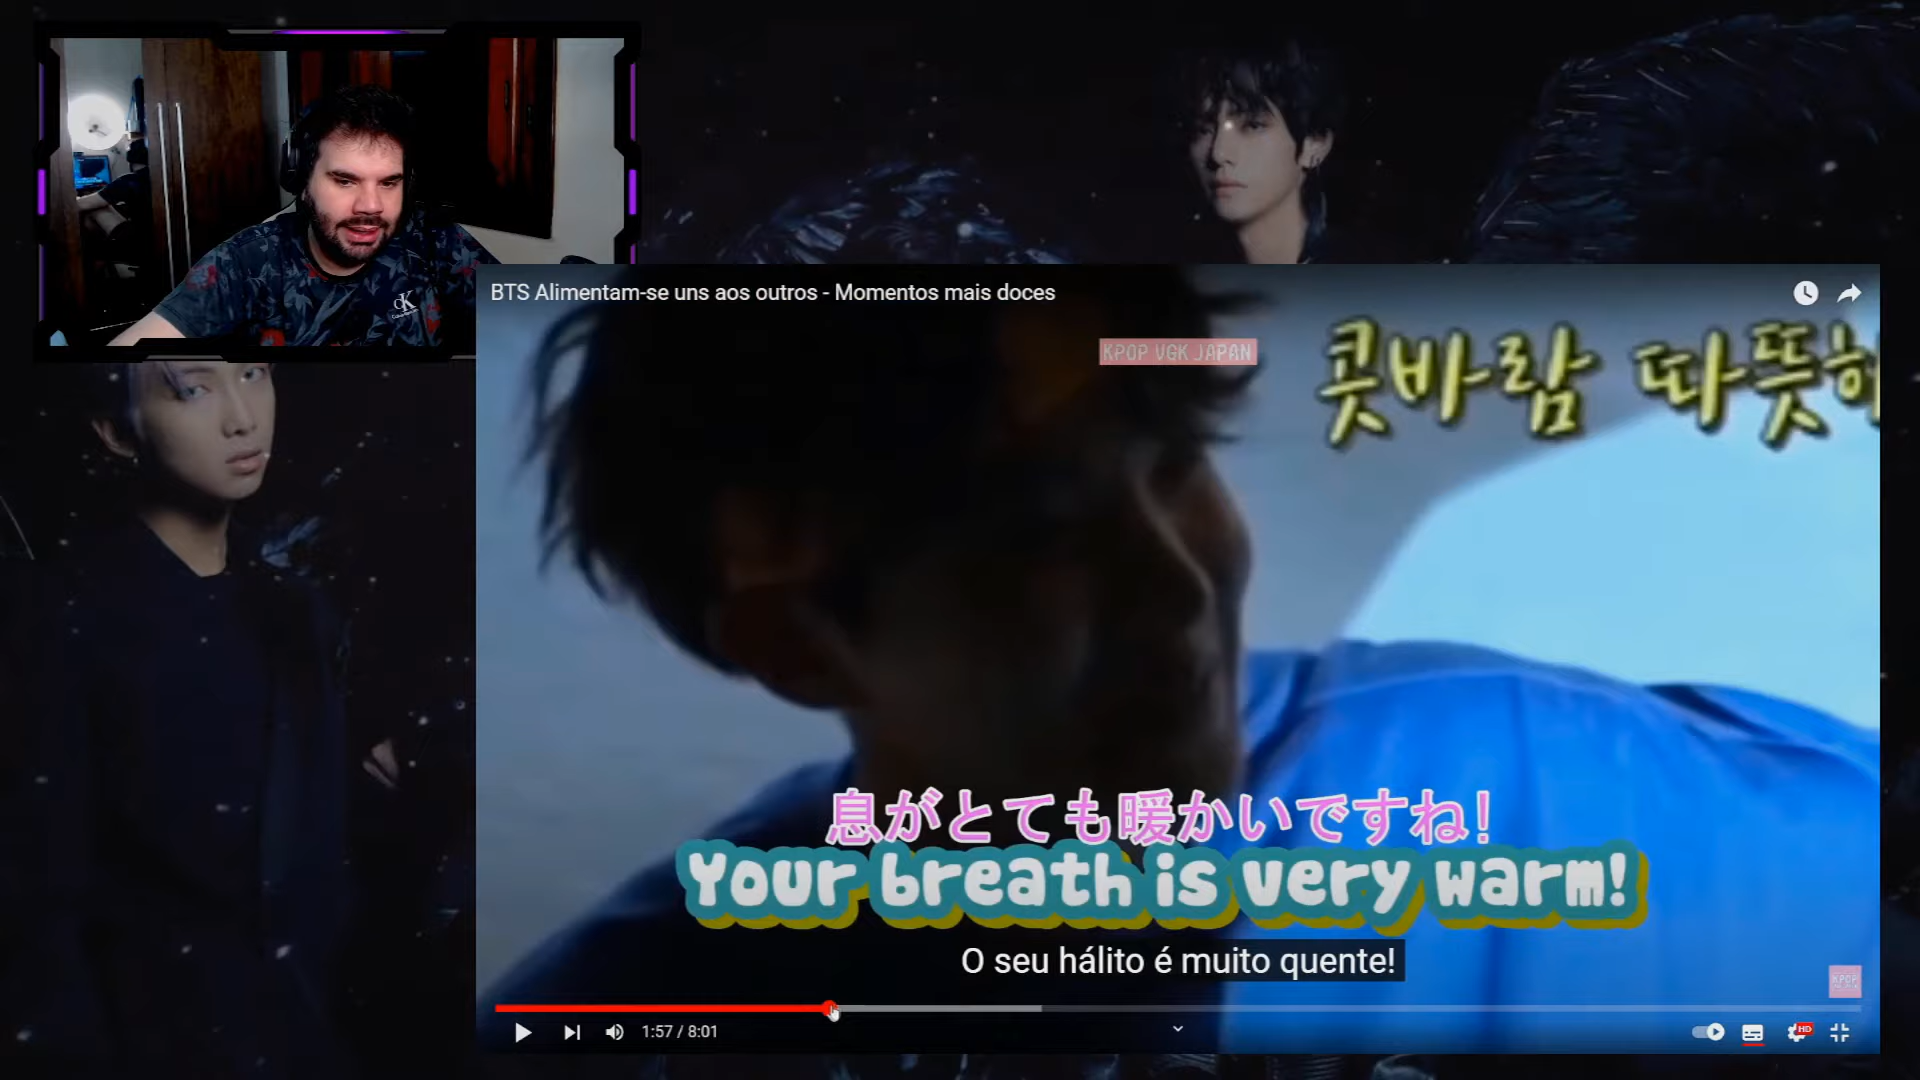 BTS Alimentam-se uns aos outros - Momentos mais doces
KPOP VGK JAPAN
콧바람 따뜻해
息がとても暖かいですね!
Your breath is very warm!
O seu hálito é muito quente!
1:57 / 8:01
HD
CK